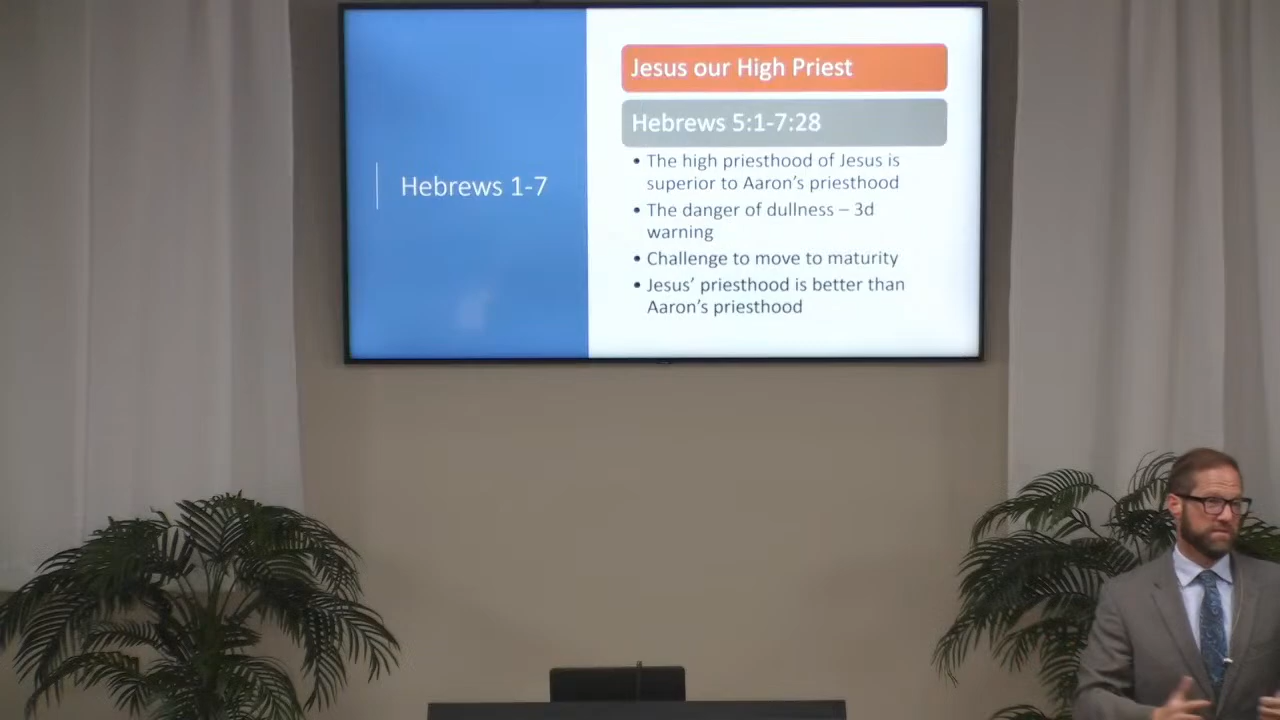 Hebrews 1-7
Jesus our High Priest
Hebrews 5:1-7:28
• The high priesthood of Jesus is
superior to Aaron’s priesthood
• The danger of dullness – 3d
warning
• Challenge to move to maturity
• Jesus’ priesthood is better than
Aaron’s priesthood